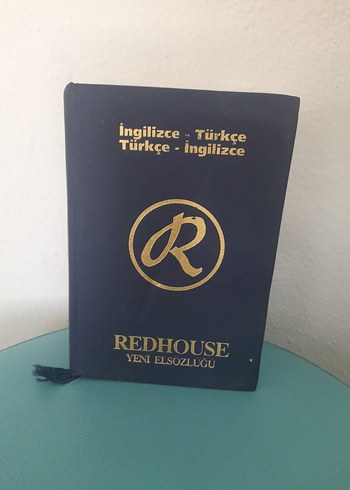 İngilizce - Türkçe
Türkçe - İngilizce
R
REDHOUSE
YENİ ELSÖZLÜĞÜ